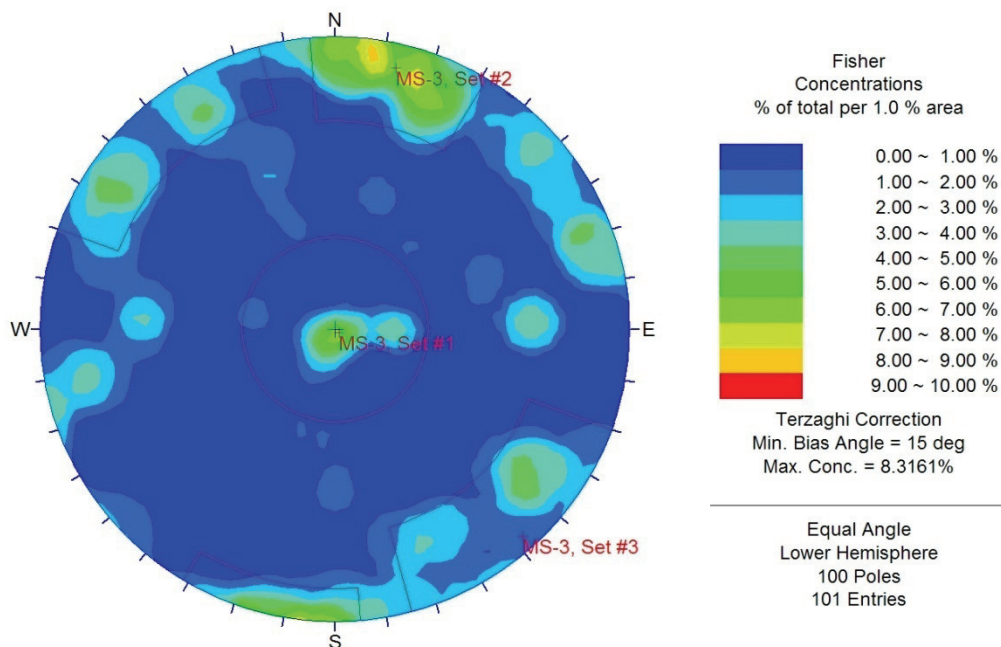 N
MS-3, Set #2
W
E
MS-3, Set #1
MS-3, Set #3
S
Fisher
Concentrations
% of total per 1.0 % area
0.00 ~ 1.00 %
1.00 ~ 2.00 %
2.00 ~ 3.00 %
3.00 ~ 4.00 %
4.00 ~ 5.00 %
5.00 ~ 6.00 %
6.00 ~ 7.00 %
7.00 ~ 8.00 %
8.00 ~ 9.00 %
9.00 ~ 10.00 %
Terzaghi Correction
Min. Bias Angle = 15 deg
Max. Conc. = 8.3161%
Equal Angle
Lower Hemisphere
100 Poles
101 Entries